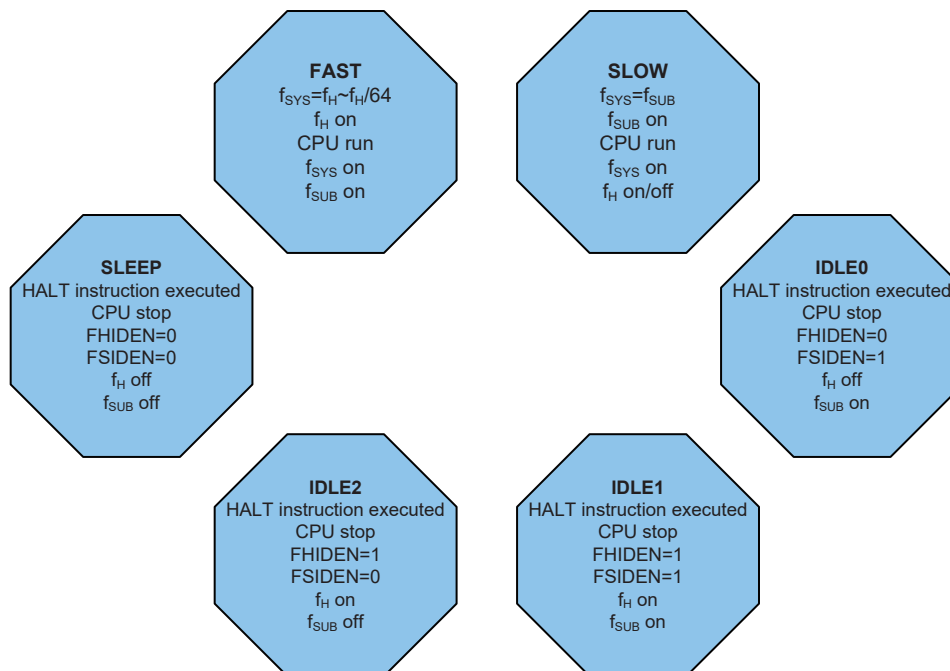 FAST
fSYS=fH~fH/64
fH on
CPU run
fSYS on
fSUB on
SLOW
fSYS=fSUB
fSUB on
CPU run
fSYS on
fH on/off
SLEEP
HALT instruction executed
CPU stop
FHIDEN=0
FSIDEN=0
fH off
fSUB off
IDLE0
HALT instruction executed
CPU stop
FHIDEN=0
FSIDEN=1
fH off
fSUB on
IDLE2
HALT instruction executed
CPU stop
FHIDEN=1
FSIDEN=0
fH on
fSUB off
IDLE1
HALT instruction executed
CPU stop
FHIDEN=1
FSIDEN=1
fH on
fSUB on